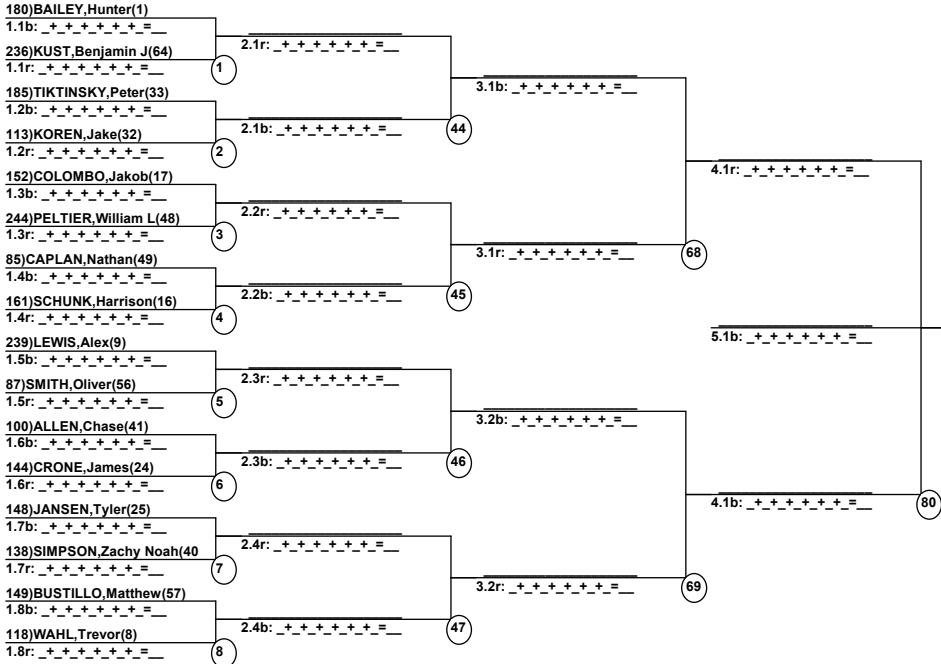 180)BAILEY,Hunter(1)
1.1b: _+_+_+_+_+_=__
236)KUST,Benjamin J(64)
1.1r: _+_+_+_+_+_=__
1
185)TIKTINSKY,Peter(33)
1.2b: _+_+_+_+_+_=__
113)KOREN,Jake(32)
1.2r: _+_+_+_+_+_=__
2
152)COLOMBO,Jakob(17)
1.3b: _+_+_+_+_+_=__
244)PELTIER,William L(48)
1.3r: _+_+_+_+_+_=__
3
85)CAPLAN,Nathan(49)
1.4b: _+_+_+_+_+_=__
161)SCHUNK,Harrison(16)
1.4r: _+_+_+_+_+_=__
4
239)LEWIS,Alex(9)
1.5b: _+_+_+_+_+_=__
87)SMITH,Oliver(56)
1.5r: _+_+_+_+_+_=__
5
100)ALLEN,Chase(41)
1.6b: _+_+_+_+_+_=__
144)CRONE,James(24)
1.6r: _+_+_+_+_+_=__
6
148)JANSEN,Tyler(25)
1.7b: _+_+_+_+_+_=__
138)SIMPSON,Zachy Noah(40
1.7r: _+_+_+_+_+_=__
7
149)BUSTILLO,Matthew(57)
1.8b: _+_+_+_+_+_=__
118)WAHL,Trevor(8)
1.8r: _+_+_+_+_+_=__
8
2.1r: _+_+_+_+_+_=__
2.1b: _+_+_+_+_+_=__
44
2.2r: _+_+_+_+_+_=__
2.2b: _+_+_+_+_+_=__
45
2.3r: _+_+_+_+_+_=__
2.3b: _+_+_+_+_+_=__
46
2.4r: _+_+_+_+_+_=__
2.4b: _+_+_+_+_+_=__
47
3.1b: _+_+_+_+_+_=__
3.1r: _+_+_+_+_+_=__
68
3.2b: _+_+_+_+_+_=__
3.2r: _+_+_+_+_+_=__
69
4.1r: _+_+_+_+_+_=__
4.1b: _+_+_+_+_+_=__
80
5.1b: _+_+_+_+_+_=__